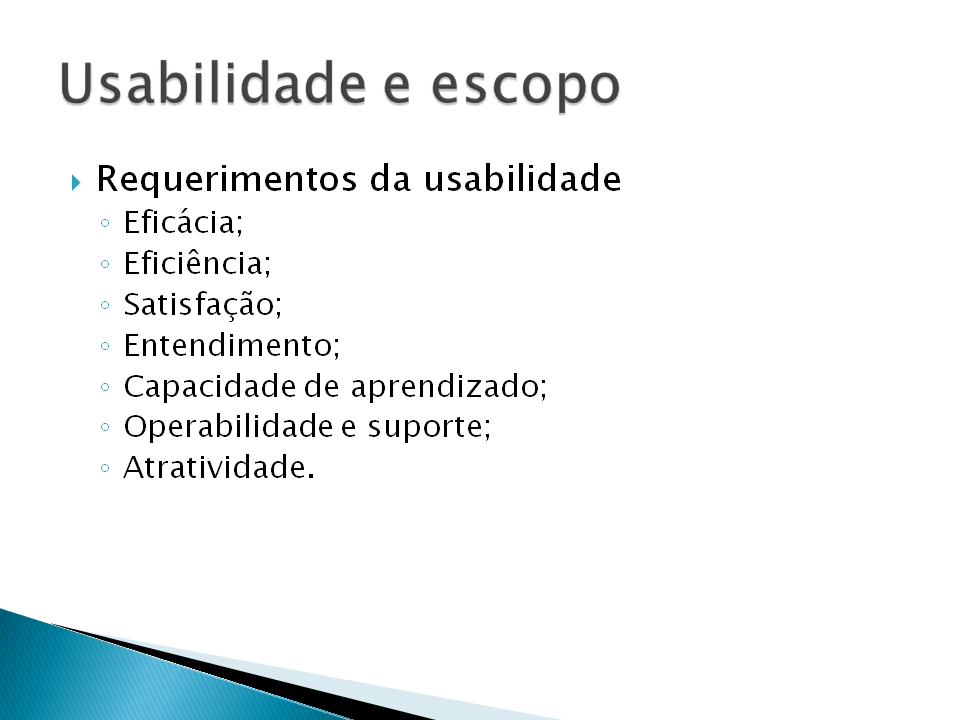 Usabilidade e escopo
Requerimentos da usabilidade
Eficácia;
Eficiência;
Satisfação;
Entendimento;
Capacidade de aprendizado;
Operabilidade e suporte;
Atratividade.